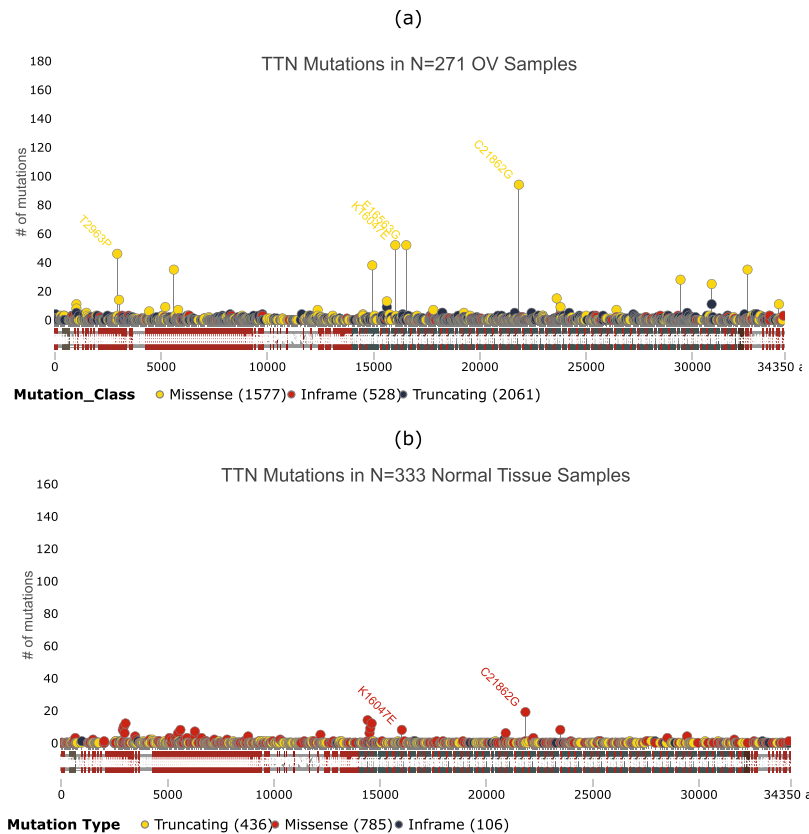 (a)
TTN Mutations in N=271 OV Samples
# of mutations
180
160
140
120
100
80
60
40
20
0
T2963P
K16047E
E16563G
C21862G
0 5000 10000 15000 20000 25000 30000 34350 a
Mutation_Class Missense (1577) Inframe (528) Truncating (2061)
(b)
TTN Mutations in N=333 Normal Tissue Samples
# of mutations
160
140
120
100
80
60
40
20
0
K16047E
C21862G
0 5000 10000 15000 20000 25000 30000 34350 a
Mutation Type Truncating (436) Missense (785) Inframe (106)